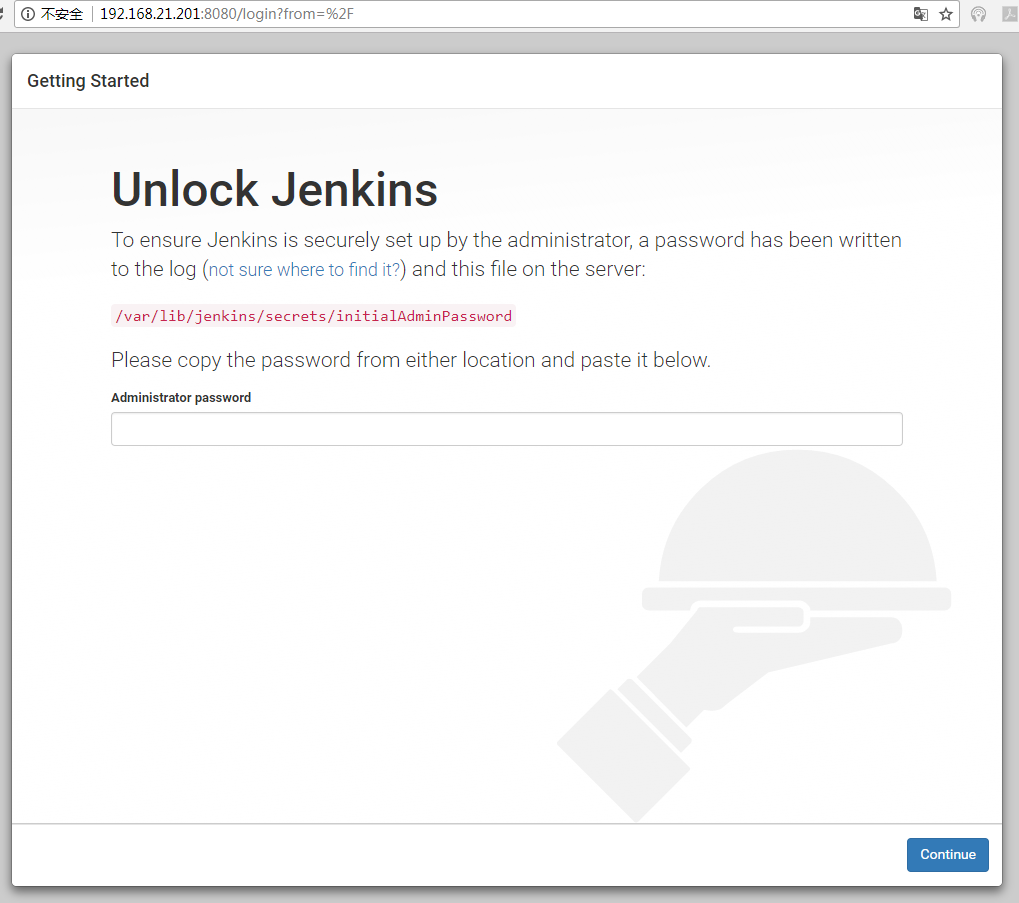 不安全 192.168.21.201:8080/login?from=%2F
Getting Started
Unlock Jenkins
To ensure Jenkins is securely set up by the administrator, a password has been written
to the log (not sure where to find it?) and this file on the server:
/var/lib/jenkins/secrets/initialAdminPassword
Please copy the password from either location and paste it below.
Administrator password
Continue